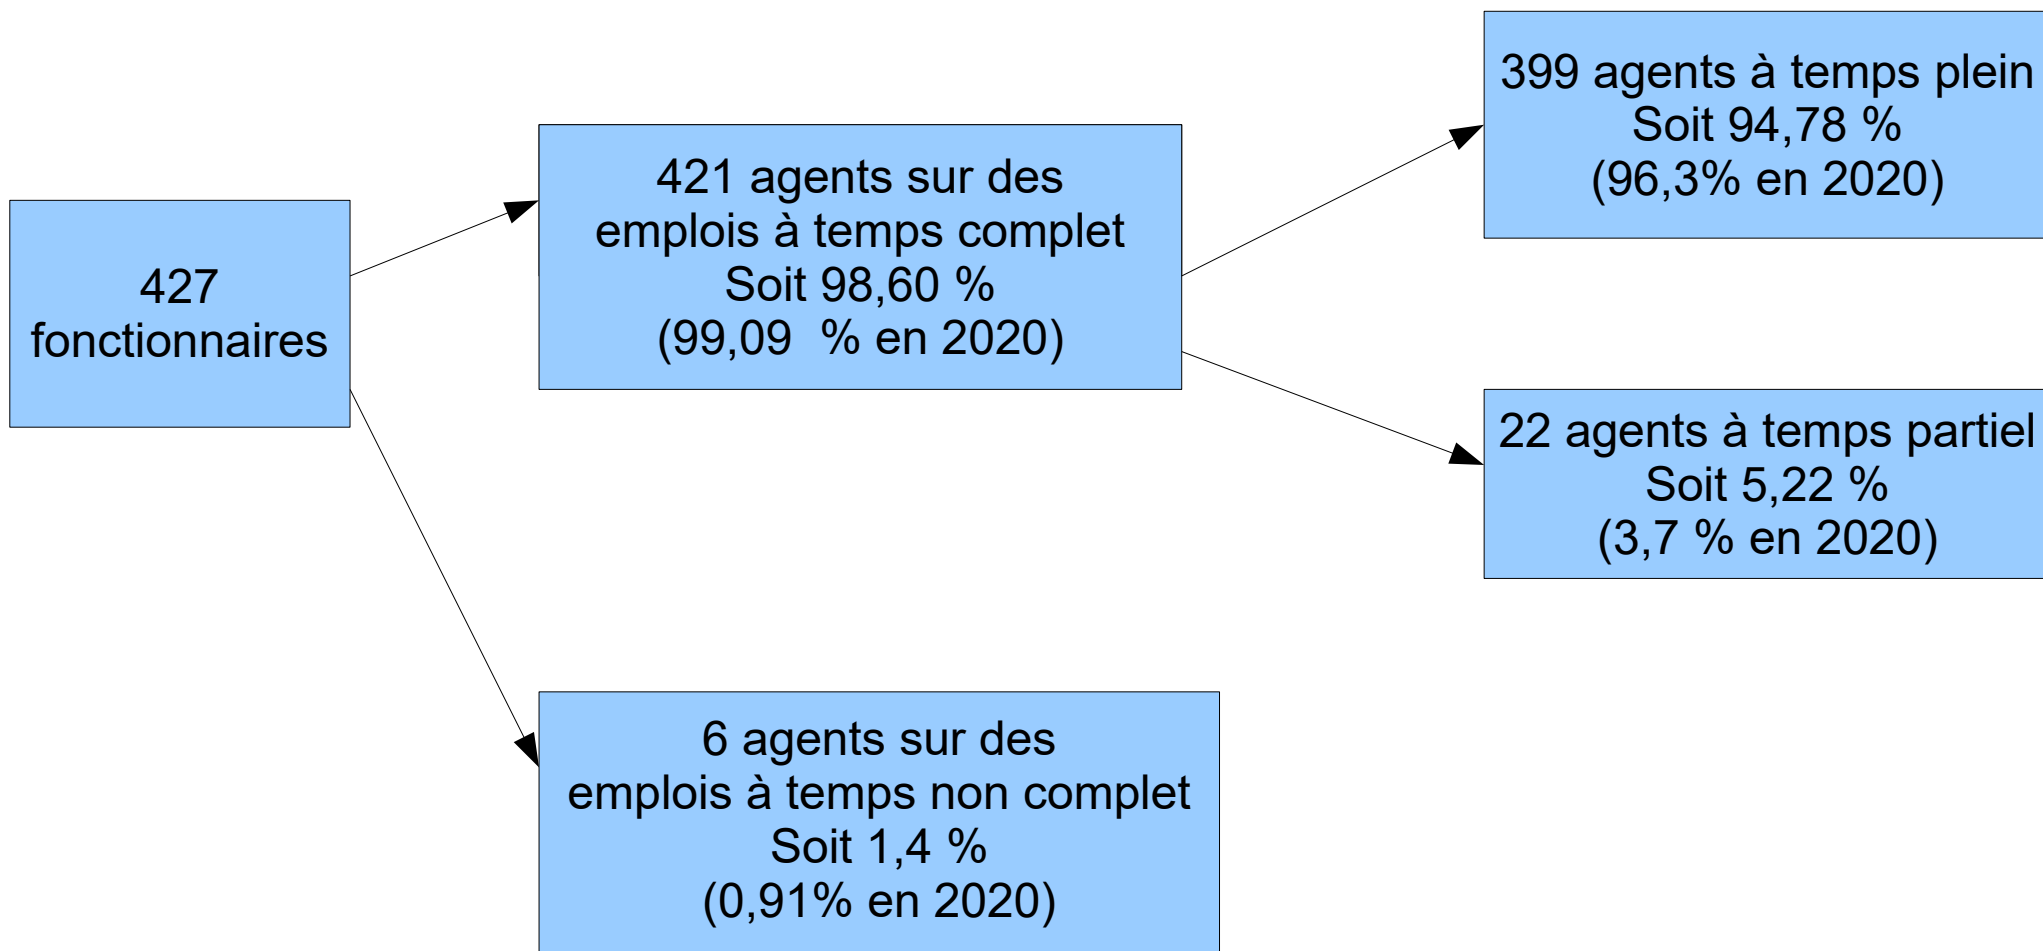 427
fonctionnaires
421 agents sur des
emplois à temps complet
Soit 98,60 %
(99,09  % en 2020)
399 agents à temps plein
Soit 94,78 %
(96,3% en 2020)
22 agents à temps partiel
Soit 5,22 %
(3,7 % en 2020)
6 agents sur des
emplois à temps non complet
Soit 1,4 %
(0,91% en 2020)